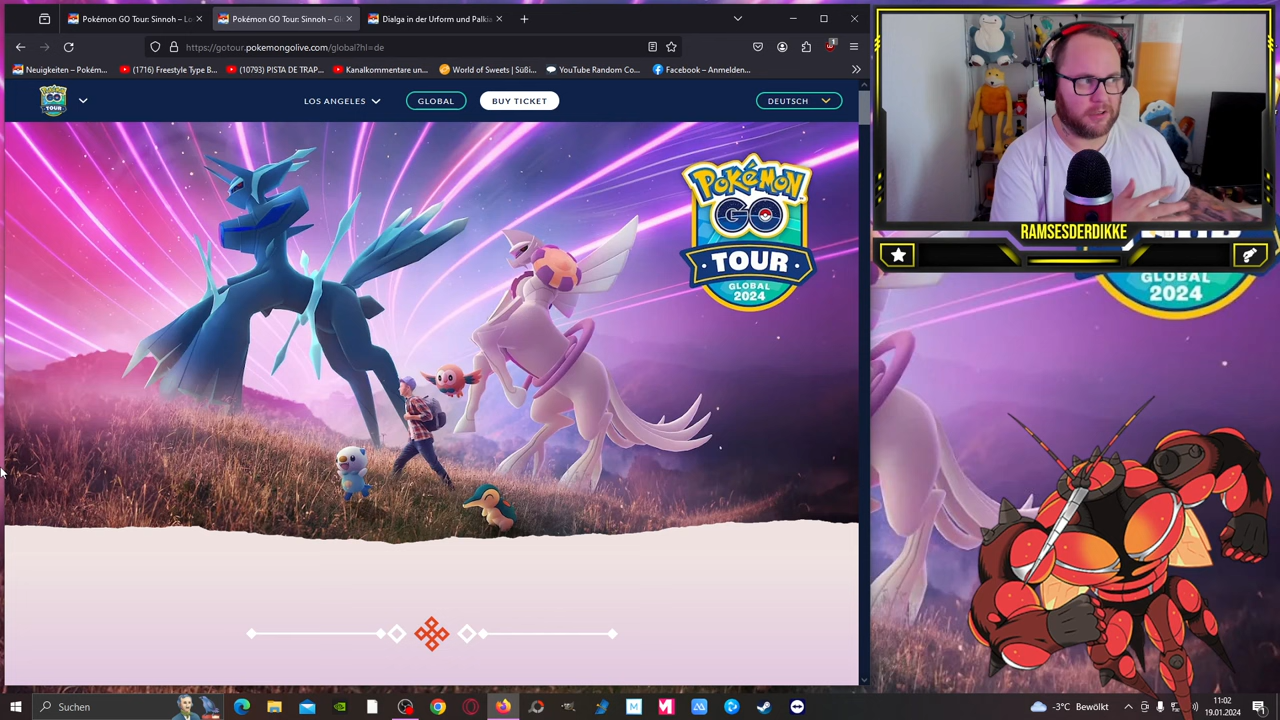 Pokémon GO Tour: Sinnoh – Lo
Pokémon GO Tour: Sinnoh – Gl
Dialga in der Urform und Palkia
https://gotour.pokemongolive.com/global?hl=de
Neuigkeiten – Pokém...
(1716) Freestyle Type B...
(10793) PISTA DE TRAP...
Kanalkommentare un...
World of Sweets | Süßi...
YouTube Random Co...
Facebook – Anmelden...
LOS ANGELES
GLOBAL
BUY TICKET
DEUTSCH
POKÉMON
GO
TOUR
GLOBAL
2024
RAMSESDERDIKKE
GLOBAL
2024
Suchen
-3°C Bewölkt
11:02
19.01.2024